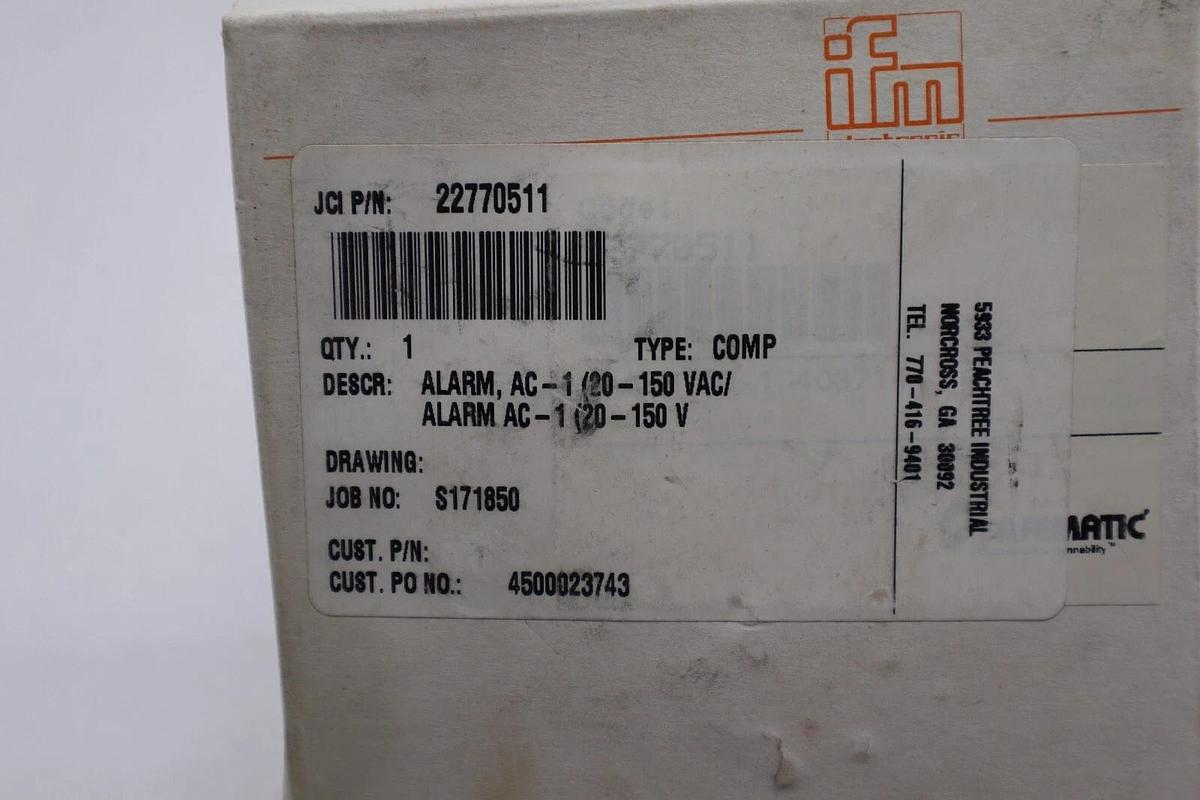 ifm
JCI P/N: 22770511
QTY.: 1 TYPE: COMP
DESCR: ALARM, AC-1 (20-150 VAC/
ALARM AC-1 (20-150 V
DRAWING:
JOB NO: S171850
CUST. P/N:
CUST. PO NO.: 4500023743
5933 PEACHTREE INDUSTRIAL
NORCROSS, GA 30092
TEL. 770-416-9401